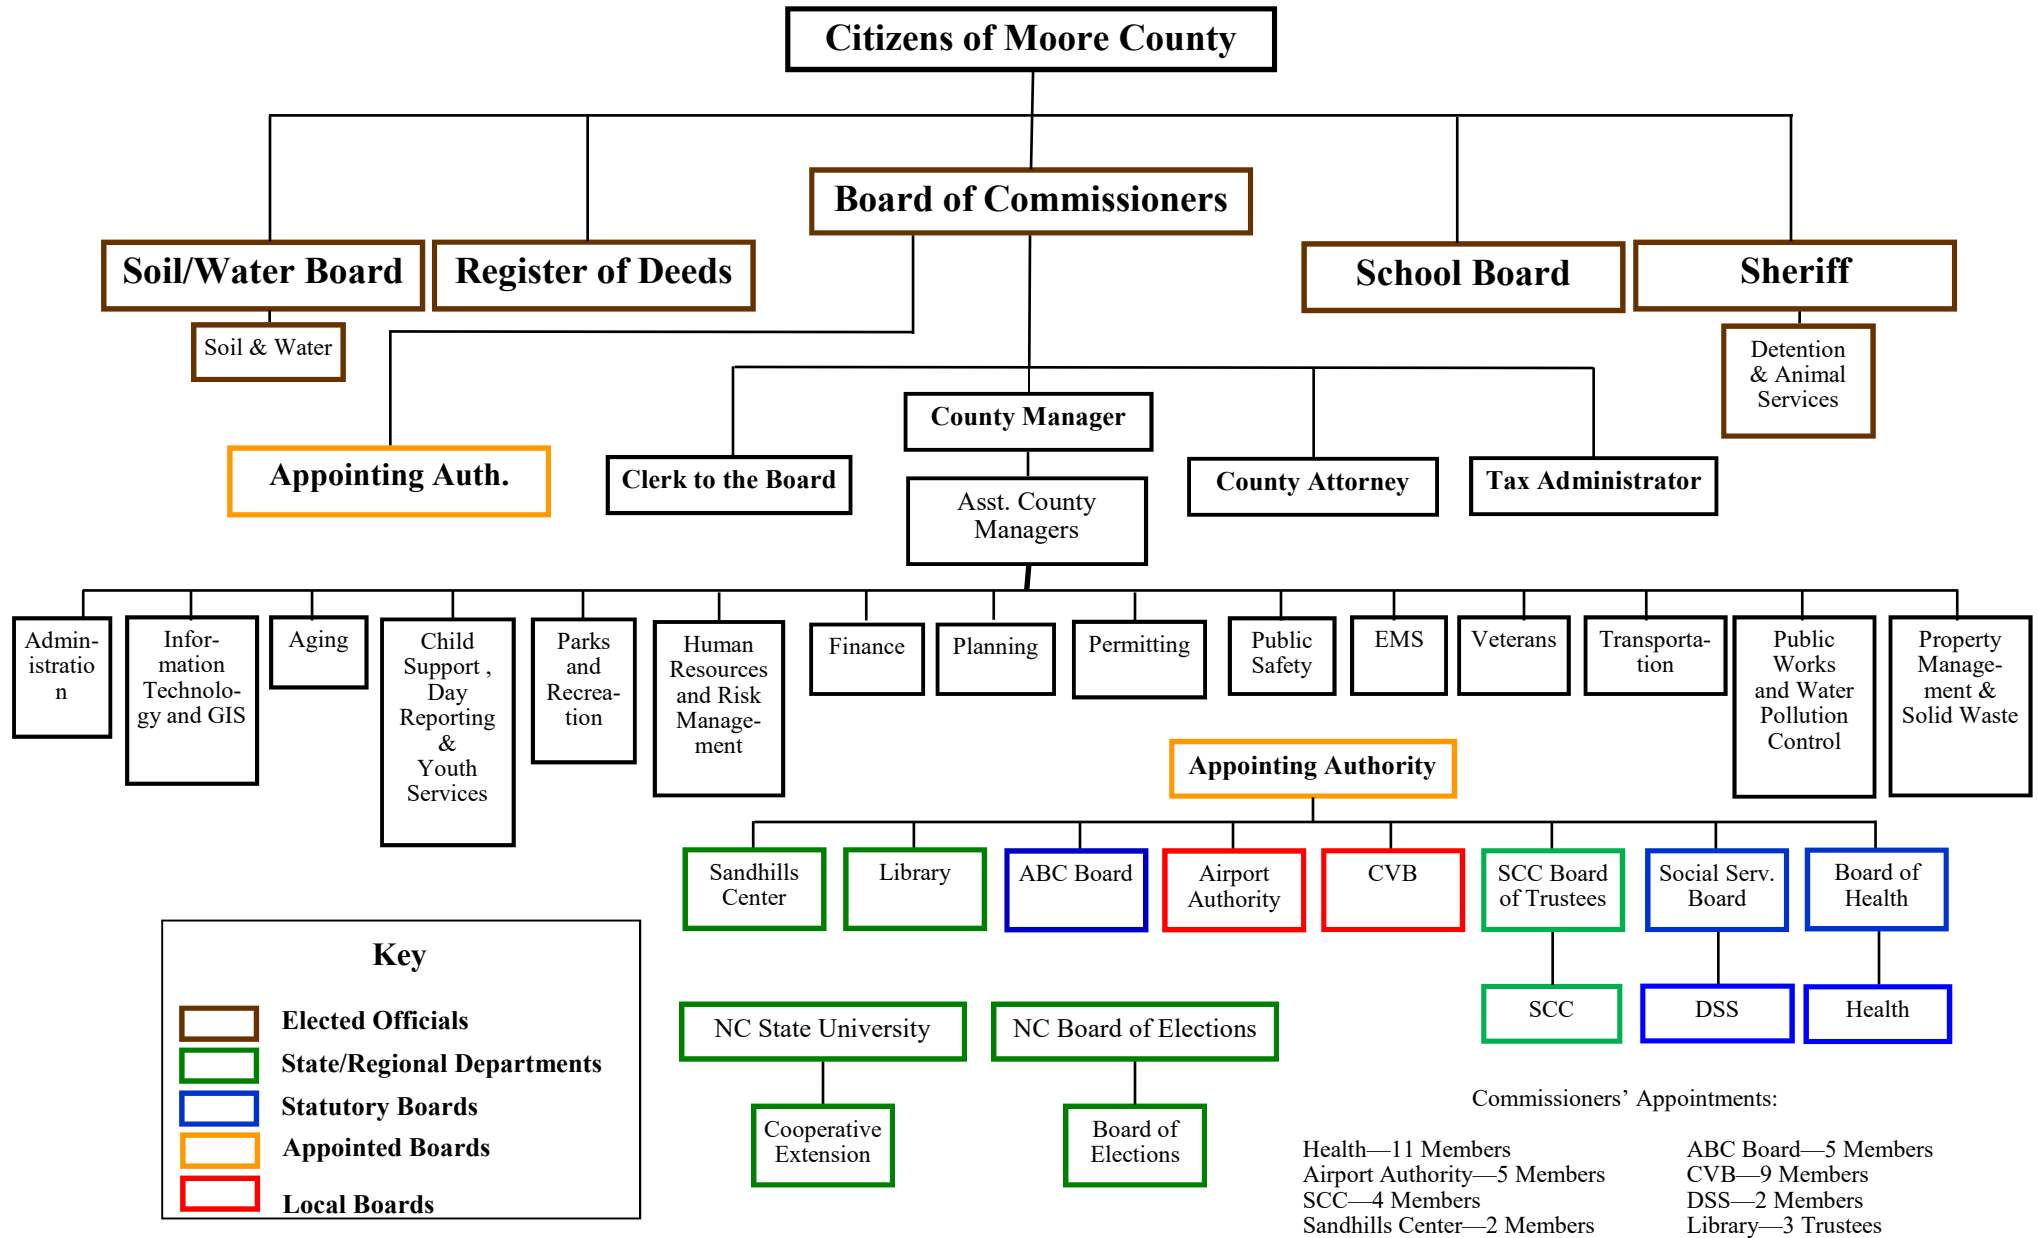 Citizens of Moore County
Board of Commissioners
Soil/Water Board
Register of Deeds
School Board
Sheriff
Soil & Water
Detention
& Animal
Services
County Manager
Appointing Auth.
Clerk to the Board
County Attorney
Tax Administrator
Asst. County
Managers
Admin-
istratio
n
Infor-
mation
Technolo-
gy and GIS
Aging
Child
Support ,
Day
Reporting
&
Youth
Services
Parks
and
Recrea-
tion
Human
Resources
and Risk
Manage-
ment
Finance
Planning
Permitting
Public
Safety
EMS
Veterans
Transporta-
tion
Public
Works
and Water
Pollution
Control
Property
Manage-
ment &
Solid Waste
Appointing Authority
Sandhills
Center
Library
ABC Board
Airport
Authority
CVB
SCC Board
of Trustees
Social Serv.
Board
Board of
Health
SCC
DSS
Health
NC State University
NC Board of Elections
Cooperative
Extension
Board of
Elections
Key
Elected Officials
State/Regional Departments
Statutory Boards
Appointed Boards
Local Boards
Commissioners’ Appointments:
Health—11 Members
Airport Authority—5 Members
SCC—4 Members
Sandhills Center—2 Members
ABC Board—5 Members
CVB—9 Members
DSS—2 Members
Library—3 Trustees